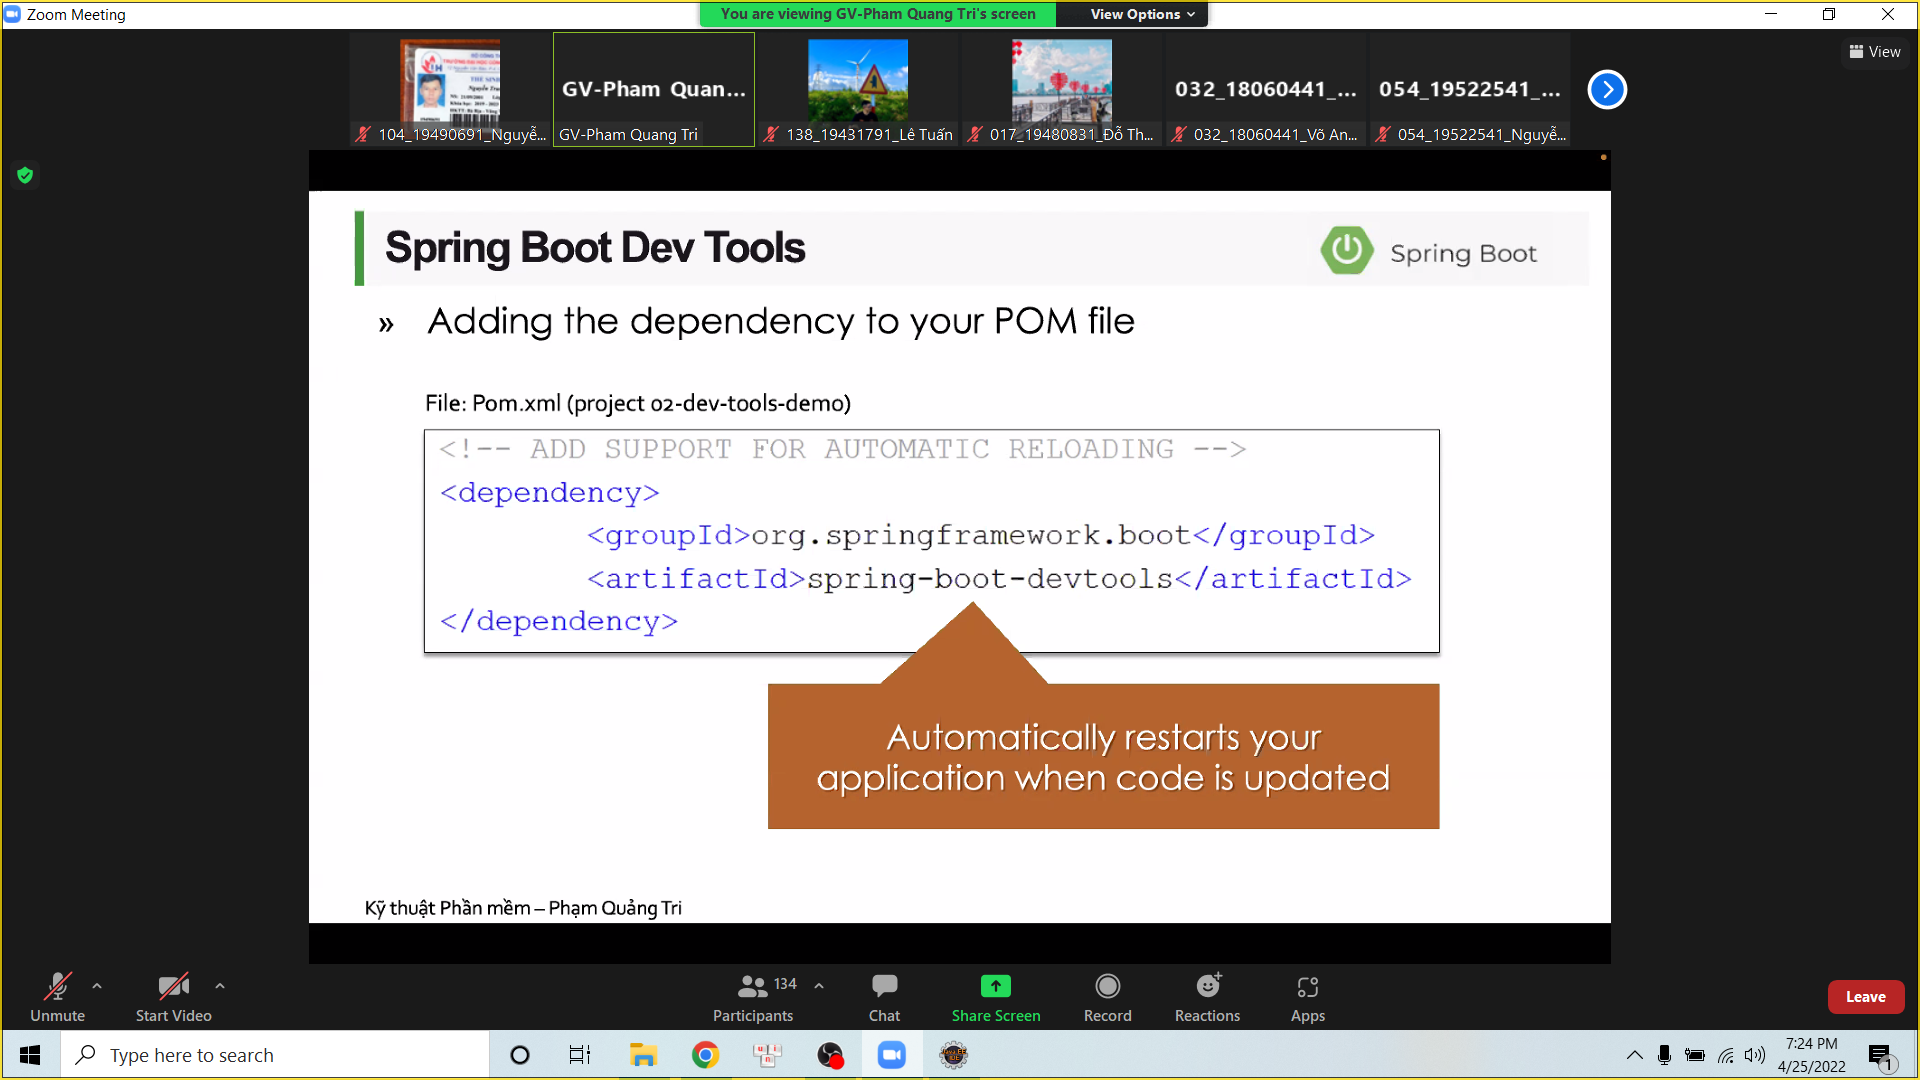 Zoom Meeting
You are viewing GV-Pham Quang Tri's screen
View Options
View
GV-Pham Quan...
032_18060441_...
054_19522541_...
104_19490691_Nguyễ...
GV-Pham Quang Tri
138_19431791_Lê Tuấn
017_19480831_Đỗ Th...
032_18060441_Võ An...
054_19522541_Nguyễ...
Spring Boot Dev Tools
Spring Boot
» Adding the dependency to your POM file
File: Pom.xml (project 02-dev-tools-demo)
<!-- ADD SUPPORT FOR AUTOMATIC RELOADING -->
<dependency>
<groupId>org.springframework.boot</groupId>
<artifactId>spring-boot-devtools</artifactId>
</dependency>
Automatically restarts your
application when code is updated
Kỹ thuật Phần mềm – Phạm Quảng Tri
Unmute
Start Video
134
Participants
Chat
Share Screen
Record
Reactions
Apps
Leave
Type here to search
7:24 PM
4/25/2022
1